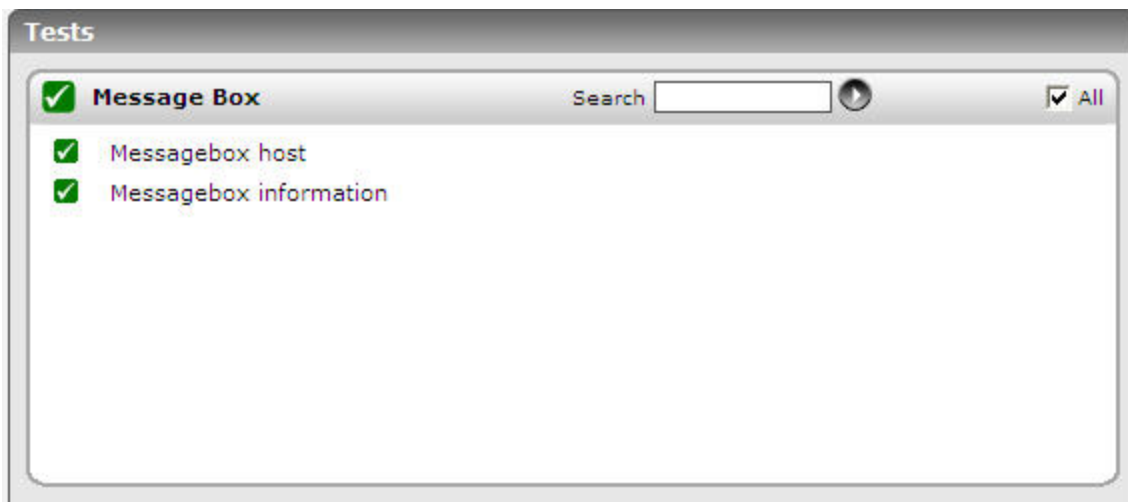 Tests
Message Box Search All
Messagebox host
Messagebox information